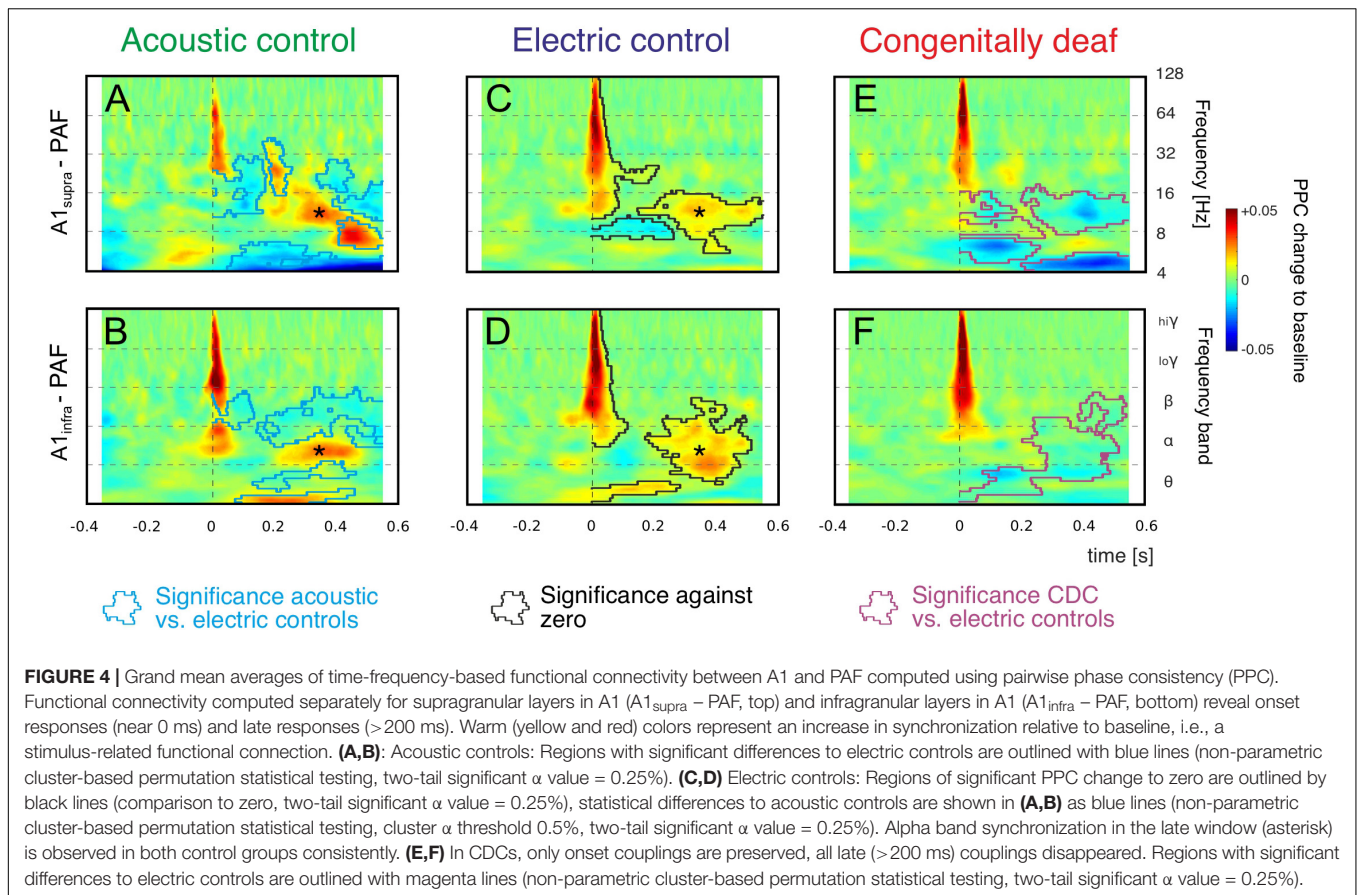 Acoustic control
Electric control
Congenitally deaf
A1supra - PAF
A
C
E
128
64
32
16
8
4
Frequency [Hz]
PPC change to baseline
+0.05
0
-0.05
A1infra - PAF
B
D
F
hiγ
loγ
β
α
θ
Frequency band
*
*
*
*
-0.4 -0.2 0 0.2 0.4 0.6
-0.4 -0.2 0 0.2 0.4 0.6
-0.4 -0.2 0 0.2 0.4 0.6
time [s]
Significance acoustic
vs. electric controls
Significance against
zero
Significance CDC
vs. electric controls
FIGURE 4 | Grand mean averages of time-frequency-based functional connectivity between A1 and PAF computed using pairwise phase consistency (PPC).
Functional connectivity computed separately for supragranular layers in A1 (A1supra – PAF, top) and infragranular layers in A1 (A1infra – PAF, bottom) reveal onset
responses (near 0 ms) and late responses (>200 ms). Warm (yellow and red) colors represent an increase in synchronization relative to baseline, i.e., a
stimulus-related functional connection. (A,B): Acoustic controls: Regions with significant differences to electric controls are outlined with blue lines (non-parametric
cluster-based permutation statistical testing, two-tail significant α value = 0.25%). (C,D) Electric controls: Regions of significant PPC change to zero are outlined by
black lines (comparison to zero, two-tail significant α value = 0.25%), statistical differences to acoustic controls are shown in (A,B) as blue lines (non-parametric
cluster-based permutation statistical testing, cluster α threshold 0.5%, two-tail significant α value = 0.25%). Alpha band synchronization in the late window (asterisk)
is observed in both control groups consistently. (E,F) In CDCs, only onset couplings are preserved, all late (>200 ms) couplings disappeared. Regions with significant
differences to electric controls are outlined with magenta lines (non-parametric cluster-based permutation statistical testing, two-tail significant α value = 0.25%).